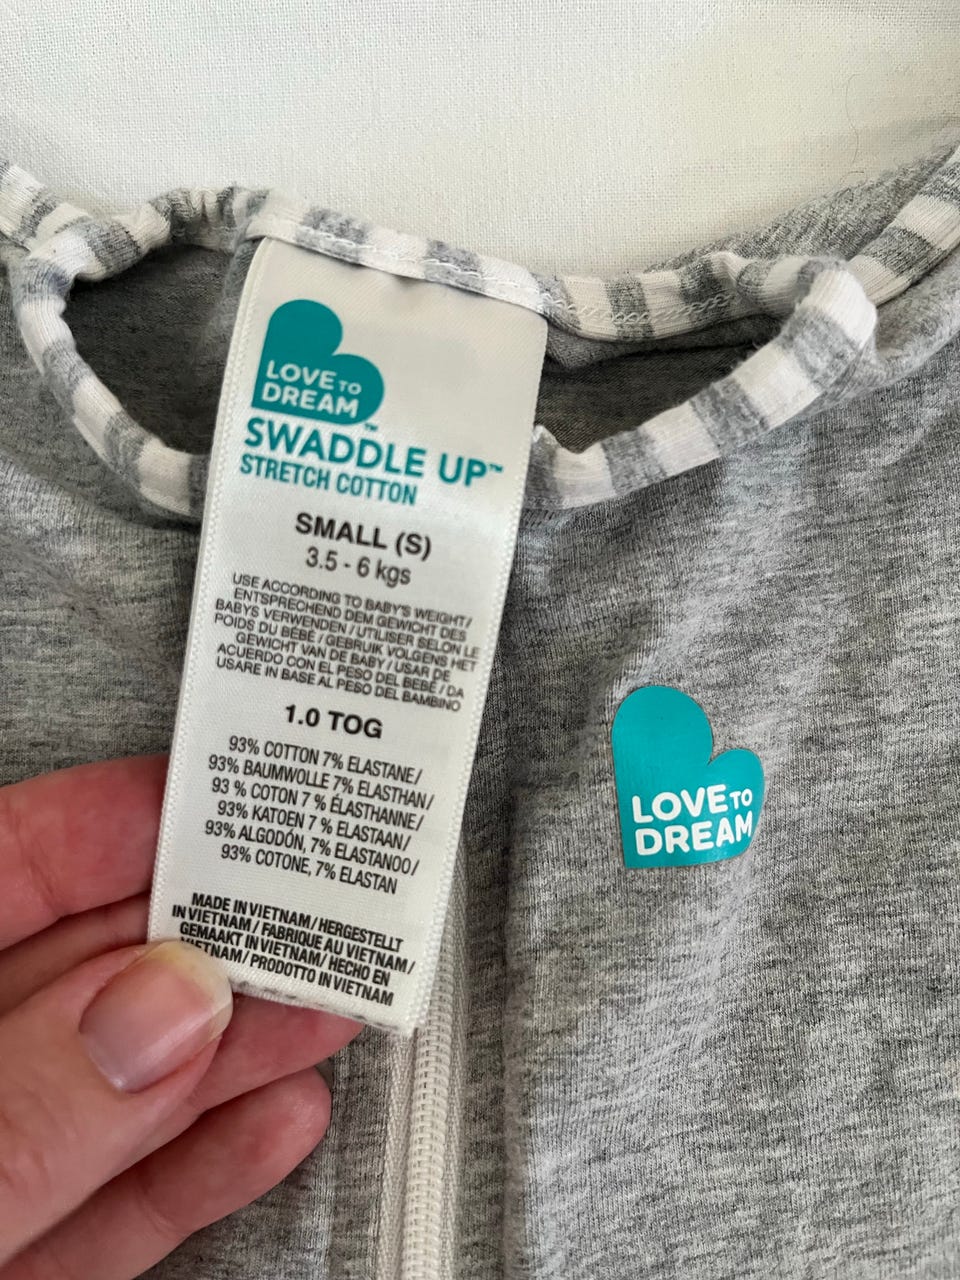 LOVE TO
DREAM™
SWADDLE UP™
STRETCH COTTON
SMALL (S)
3.5 - 6 kgs
USE ACCORDING TO BABY'S WEIGHT/
ENTSPRECHEND DEM GEWICHT DES
BABYS VERWENDEN / UTILISER SELON LE
POIDS DU BÉBÉ / GEBRUIK VOLGENS HET
GEWICHT VAN DE BABY / USAR DE
ACUERDO CON EL PESO DEL BEBÉ / DA
USARE IN BASE AL PESO DEL BAMBINO
1.0 TOG
93% COTTON 7% ELASTANE/
93% BAUMWOLLE 7% ELASTHAN/
93 % COTON 7 % ÉLASTHANNE/
93% KATOEN 7 % ELASTAAN/
93% ALGODÓN, 7% ELASTANOO/
93% COTONE, 7% ELASTAN
MADE IN VIETNAM / HERGESTELLT
IN VIETNAM / FABRIQUE AU VIETNAM /
GEMAAKT IN VIETNAM / HECHO EN
VIETNAM / PRODOTTO IN VIETNAM
LOVE TO
DREAM